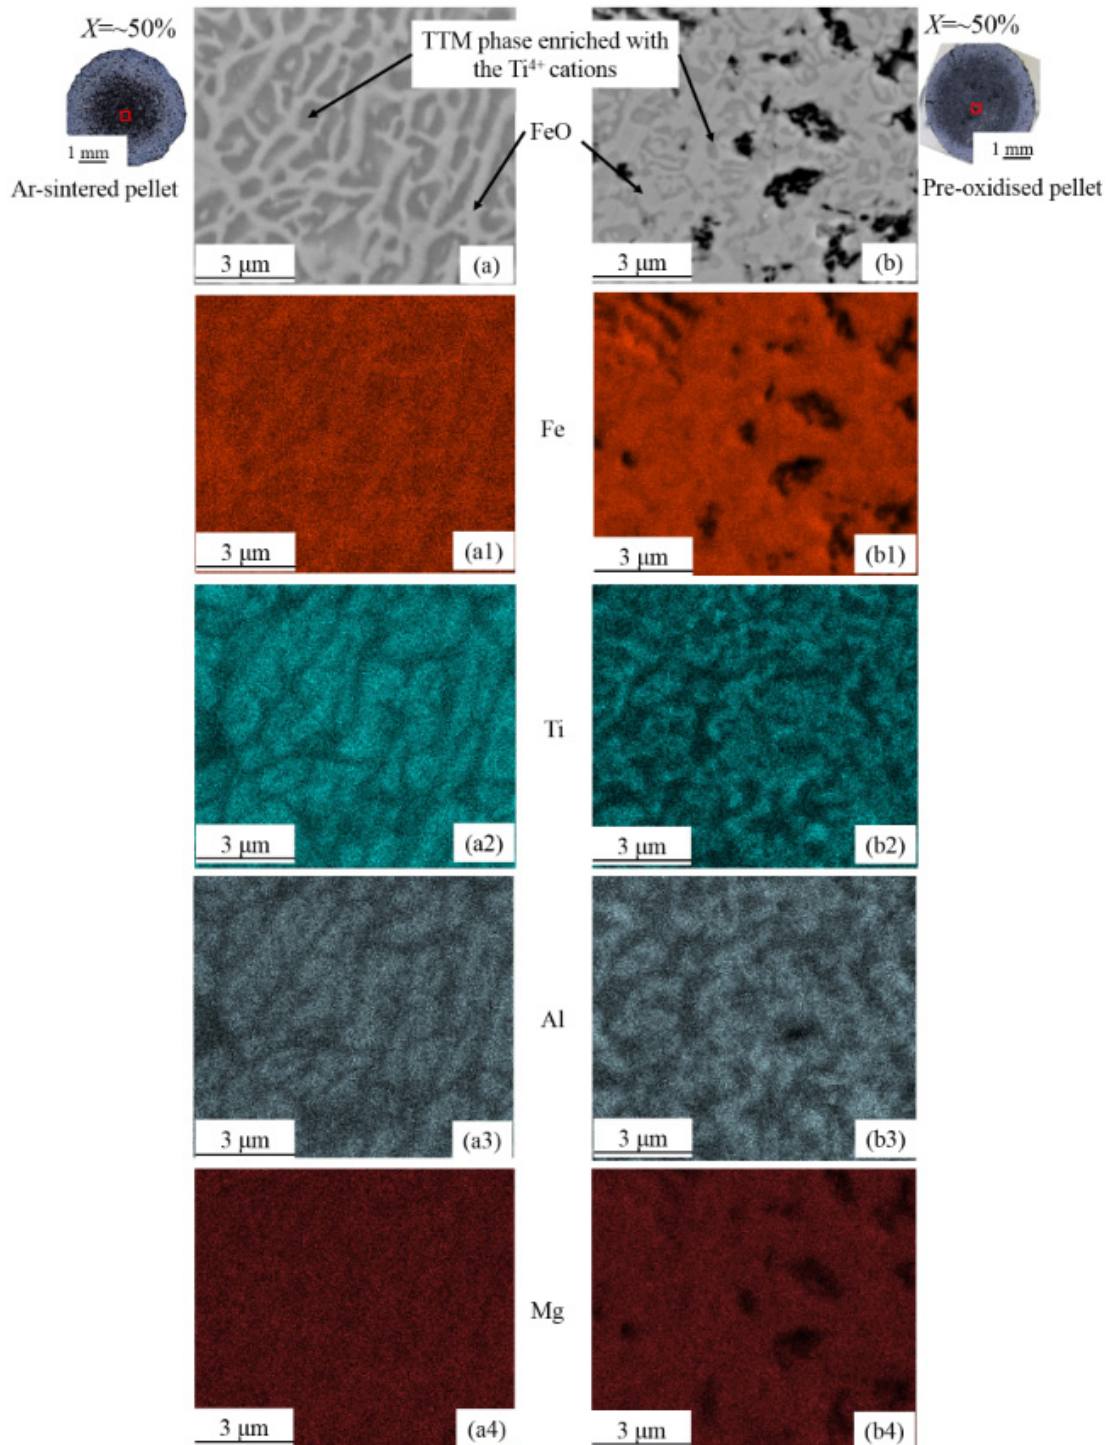 X=~50%
1 mm
Ar-sintered pellet
TTM phase enriched with
the Ti⁴⁺ cations
FeO
X=~50%
1 mm
Pre-oxidised pellet
3 μm
(a)
3 μm
(b)
Fe
3 μm
(a1)
3 μm
(b1)
Ti
3 μm
(a2)
3 μm
(b2)
Al
3 μm
(a3)
3 μm
(b3)
Mg
3 μm
(a4)
3 μm
(b4)